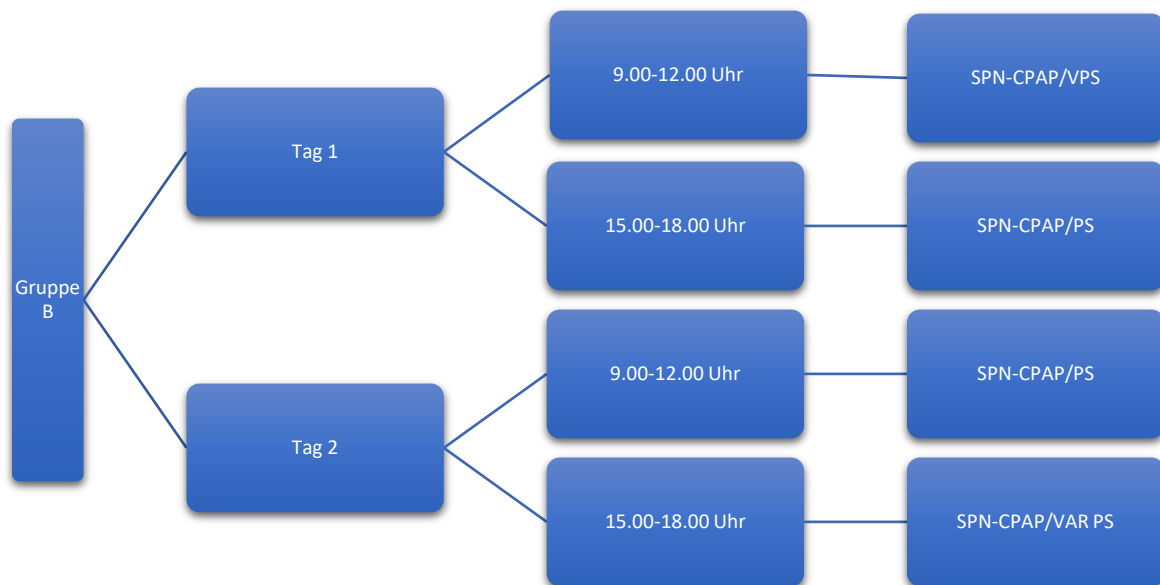 Gruppe
B
Tag 1
9.00-12.00 Uhr
SPN-CPAP/VPS
15.00-18.00 Uhr
SPN-CPAP/PS
Tag 2
9.00-12.00 Uhr
SPN-CPAP/PS
15.00-18.00 Uhr
SPN-CPAP/VAR PS